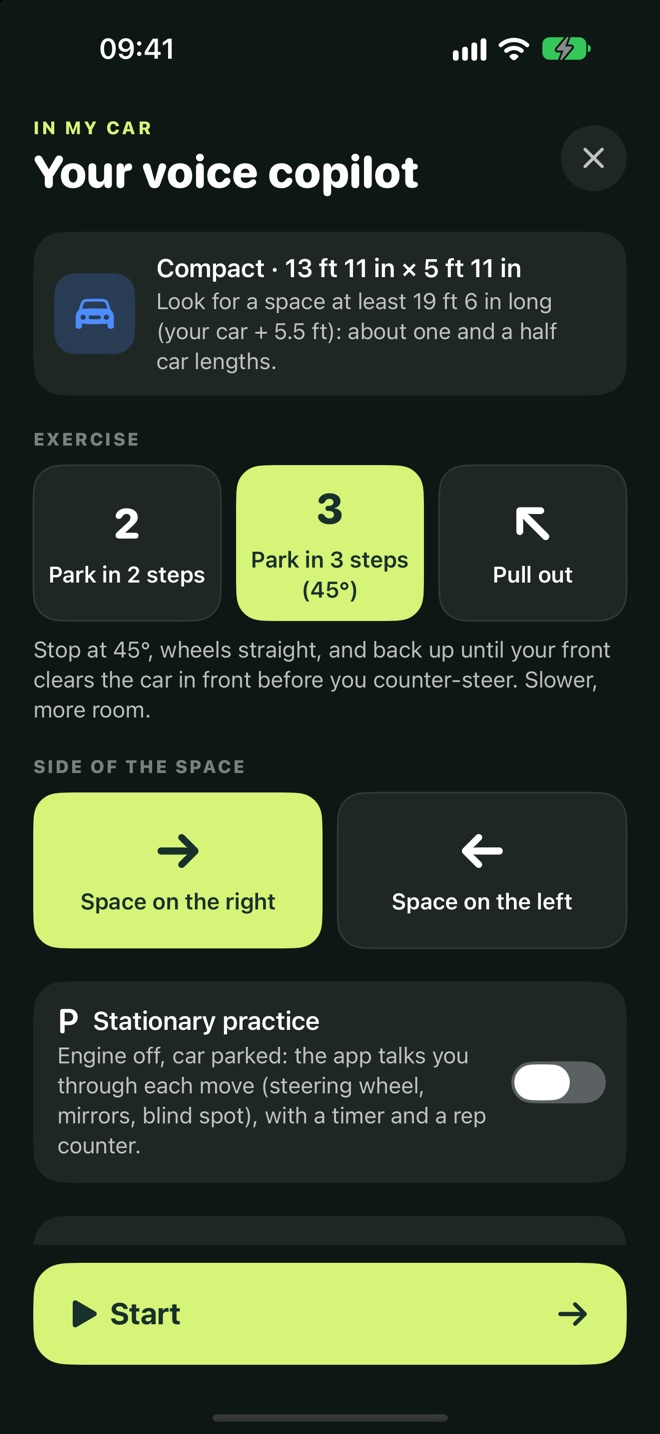 09:41
IN MY CAR
Your voice copilot
Compact · 13 ft 11 in × 5 ft 11 in
Look for a space at least 19 ft 6 in long
(your car + 5.5 ft): about one and a half
car lengths.
EXERCISE
2
Park in 2 steps
3
Park in 3 steps
(45°)
Pull out
Stop at 45°, wheels straight, and back up until your front
clears the car in front before you counter-steer. Slower,
more room.
SIDE OF THE SPACE
Space on the right
Space on the left
P Stationary practice
Engine off, car parked: the app talks you
through each move (steering wheel,
mirrors, blind spot), with a timer and a rep
counter.
Start